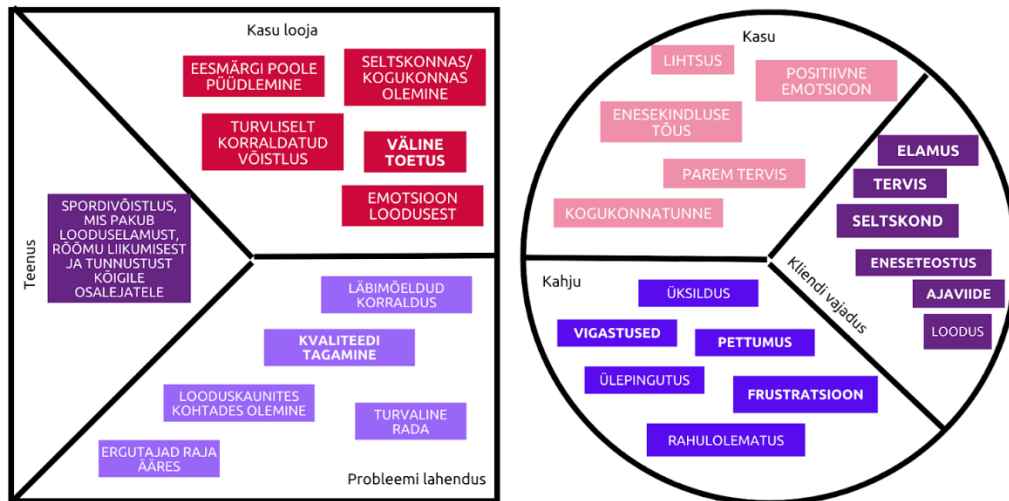 Kasu looja
EESMÄRGI POOLE
PÜÜDLEMINE
SELTSKONNAS/
KOGUKONNAS
OLEMINE
TURVLISELT
KORRALDATUD
VÕISTLUS
VÄLINE
TOETUS
EMOTSIOON
LOODUSEST
Teenus
SPORDIVÕISTLUS,
MIS PAKUB
LOODUSELAMUST,
RÕÕMU LIIKUMISEST
JA TUNNUSTUST
KÕIGILE
OSALEJATELE
LÄBIMÕELDUD
KORRALDUS
KVALITEEDI
TAGAMINE
LOODUSKAUNITES
KOHTADES OLEMINE
TURVALINE
RADA
ERGUTAJAD RAJA
ÄÄRES
Probleemi lahendus
Kasu
LIHTSUS
POSITIIVNE
EMOTSIOON
ENESEKINDLUSE
TÕUS
PAREM TERVIS
KOGUKONNATUNNE
ELAMUS
TERVIS
SELTSKOND
ENESETEOSTUS
AJAVIIDE
LOODUS
Kliendi vajadus
Kahju
ÜKSILDUS
VIGASTUSED
PETTUMUS
ÜLEPINGUTUS
FRUSTRATSIOON
RAHULOLEMATUS